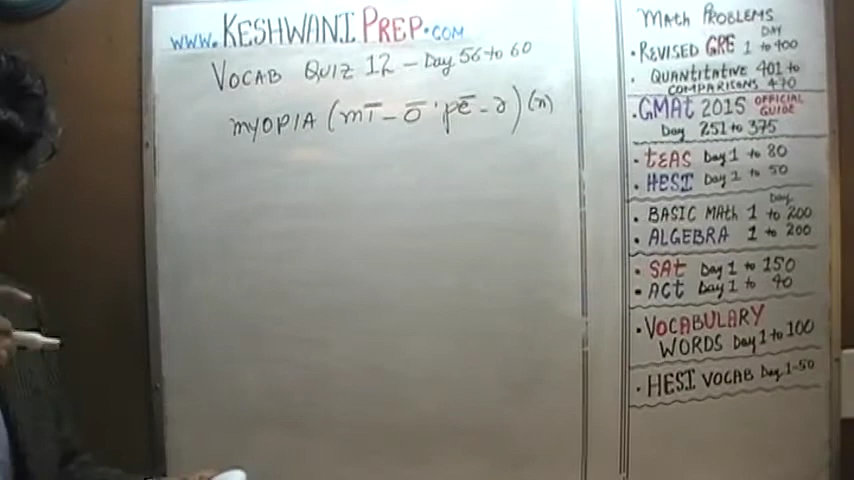 www.KESHWANIPREP.COM
VOCAB QUIZ 12 - Day 56 to 60
myOPIA (mī-ō'pē-ə) (n)
MATH PROBLEMS
DAY
• REVISED GRE 1 to 400
• QUANTITATIVE 401 to
COMPARISONS 470
• GMAt 2015 OFFICIAL GUIDE
Day 251 to 375
• tEAS Day 1 to 80
• HESI Day 1 to 50
Day
• BASIC MAth 1 to 200
• ALGEBRA 1 to 200
• SAt Day 1 to 150
• ACt Day 1 to 40
• VOCABULARY
WORDS Day 1 to 100
• HESI VOCAB Day 1-50